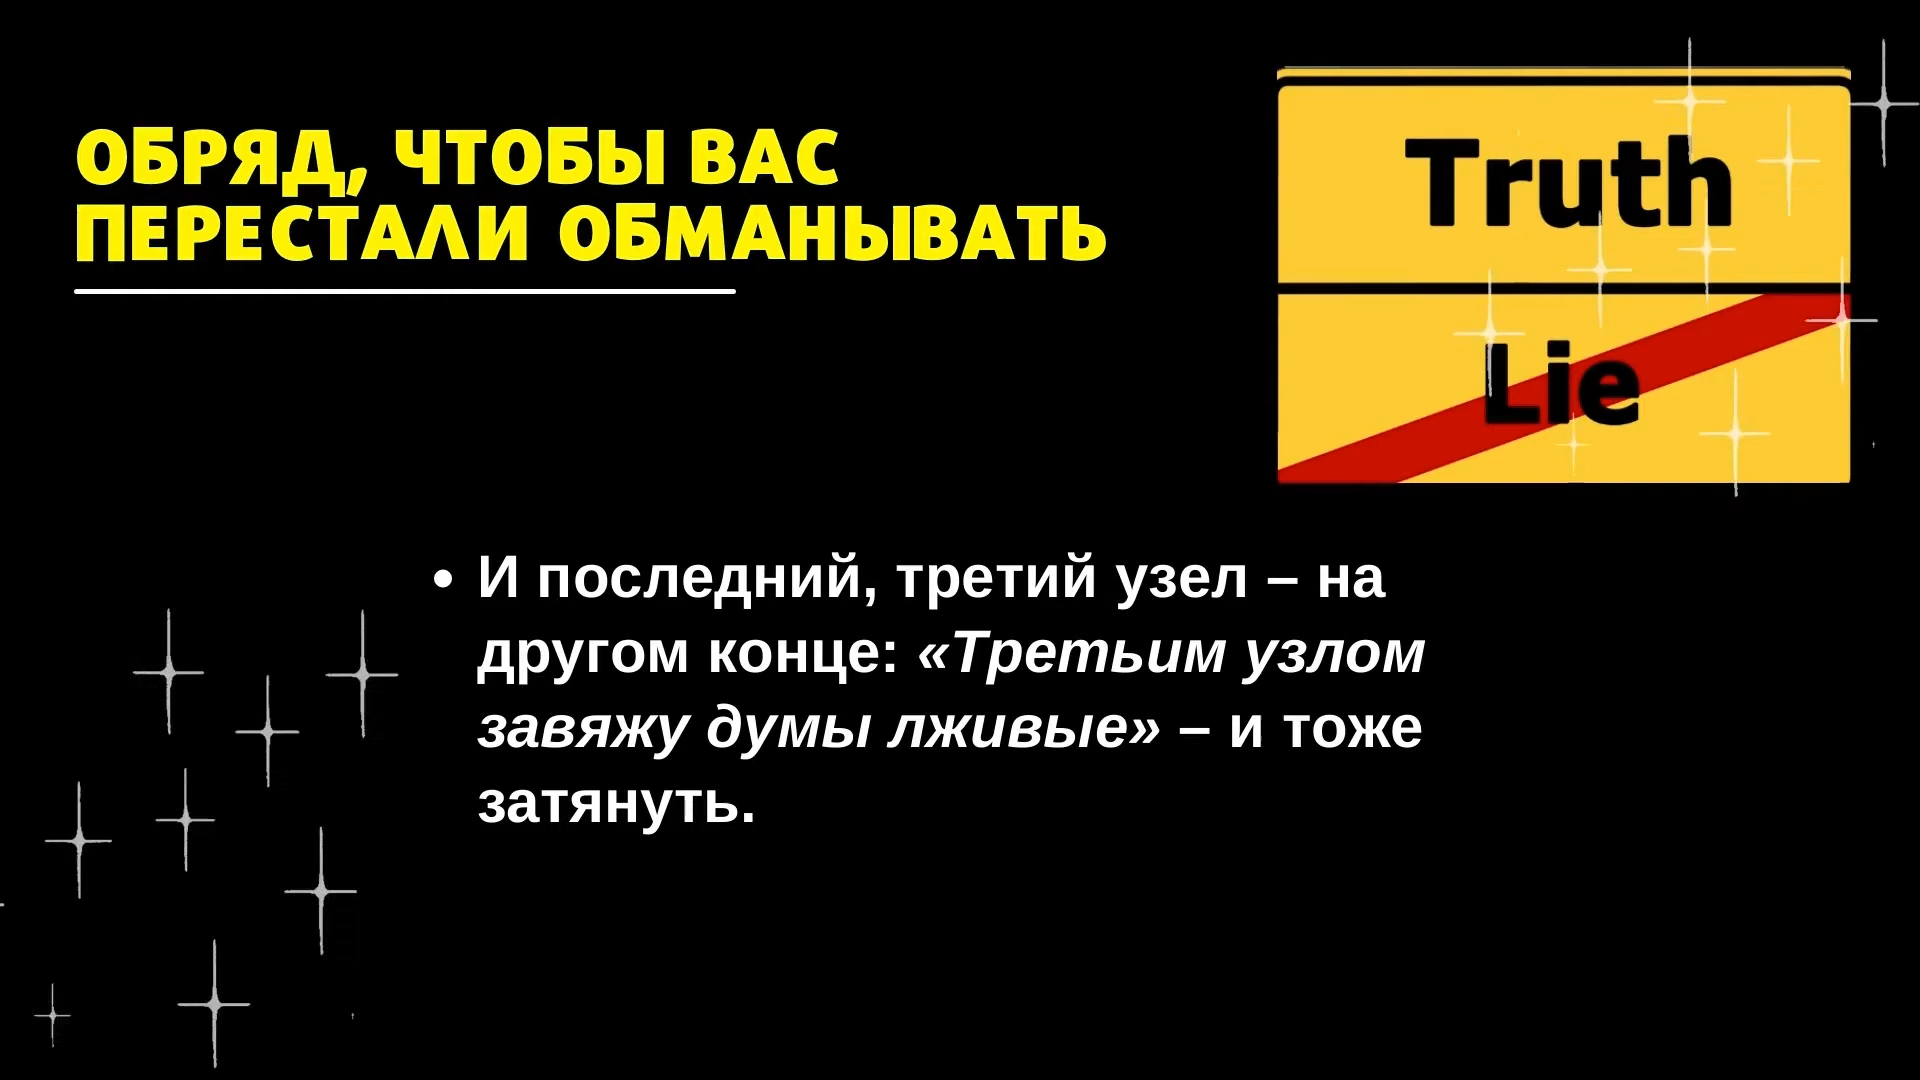 ОБРЯД, ЧТОБЫ ВАС
ПЕРЕСТАЛИ ОБМАНЫВАТЬ
Truth
Lie
• И последний, третий узел – на
другом конце: «Третьим узлом
завяжу думы лживые» – и тоже
затянуть.